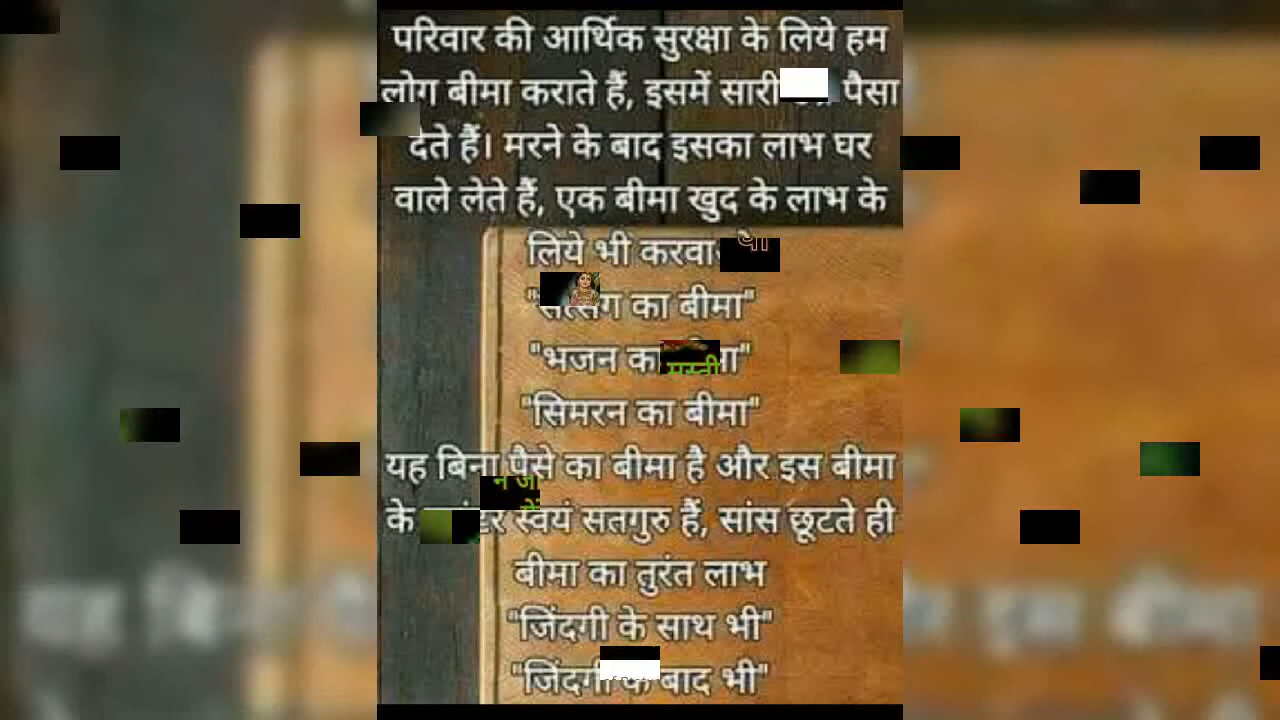 परिवार की आर्थिक सुरक्षा के लिये हम
लोग बीमा कराते हैं, इसमें सारी पैसा
देते हैं। मरने के बाद इसका लाभ घर
वाले लेते हैं, एक बीमा खुद के लाभ के
लिये भी
का बीमा"
"भजन
"सिमरन का बीमा"
यह बिना पैसे का बीमा है और इस बीमा
के स्वयं सतगुरु हैं, सांस छूटते ही
बीमा का तुरंत लाभ
"जिंदगी के साथ भी"
"जिंदगी के बाद भी"
मस्ती